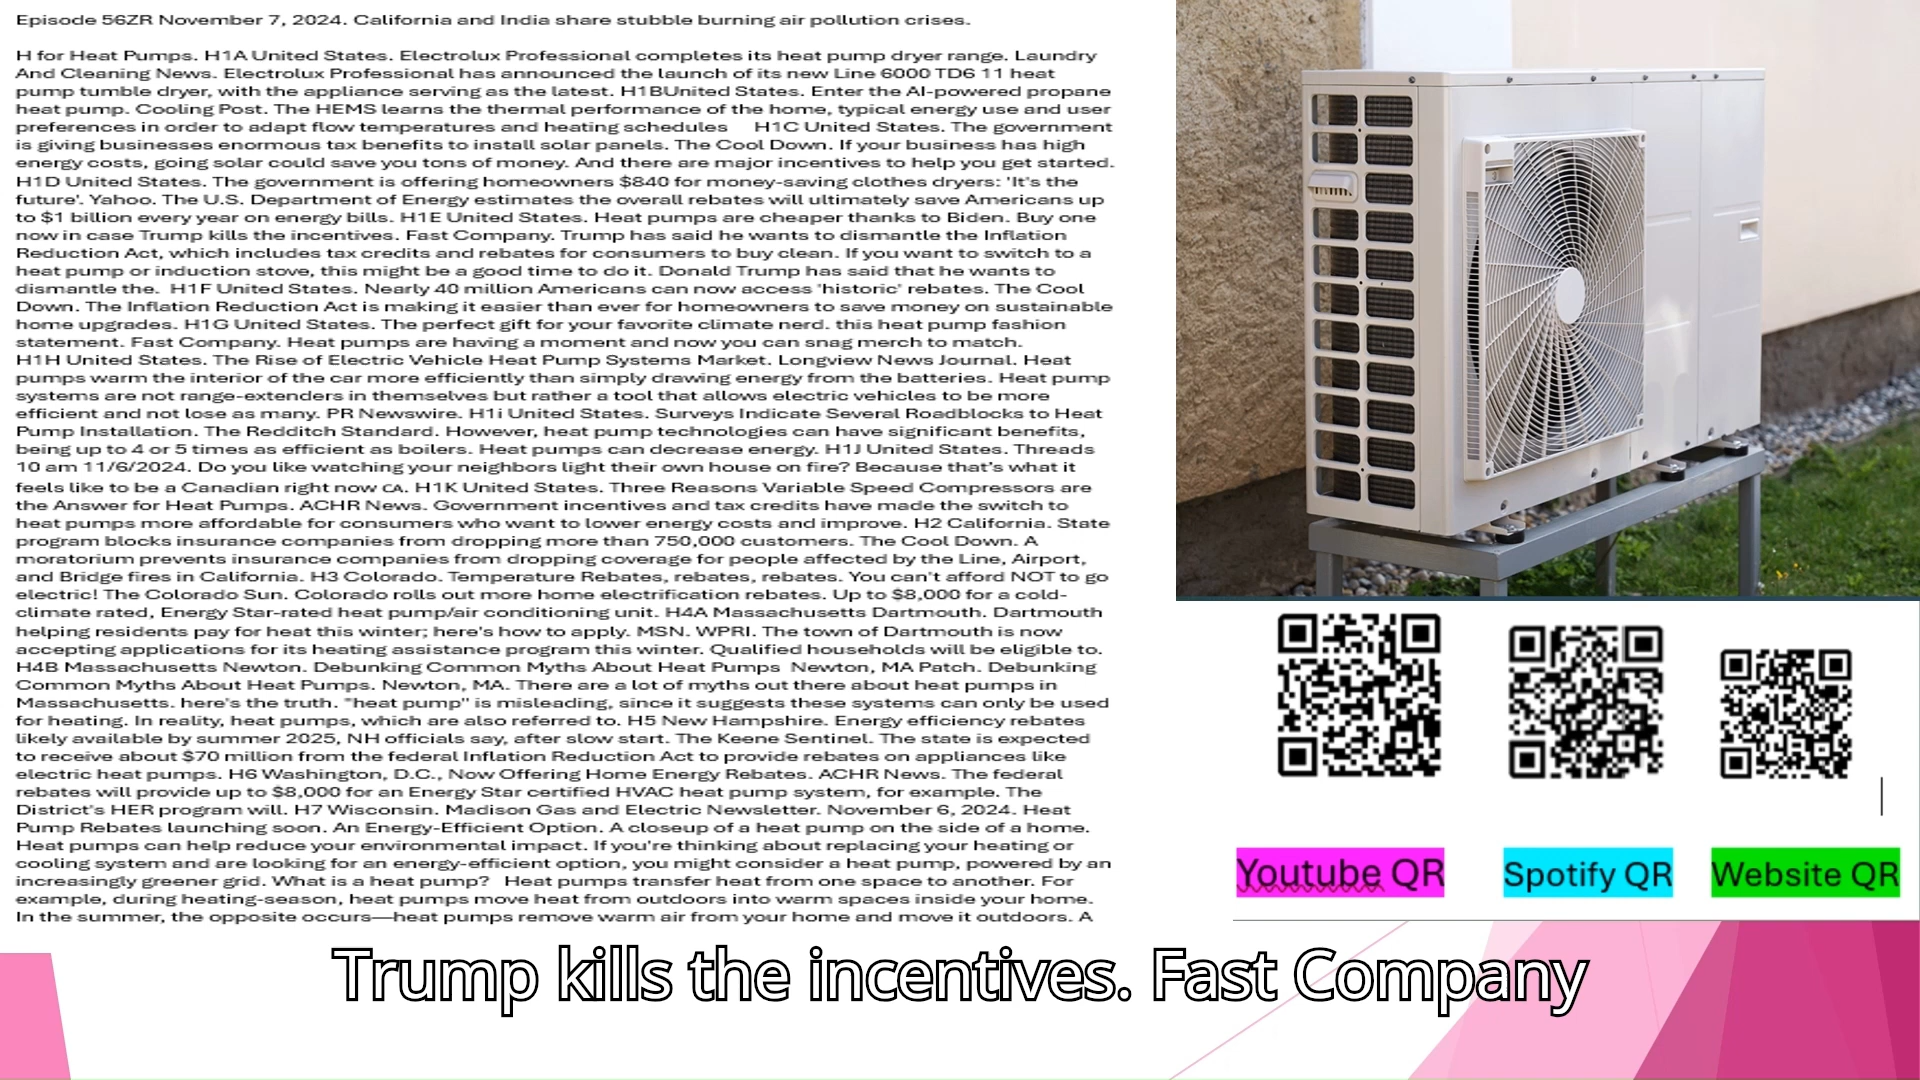 Episode 56ZR November 7, 2024. California and India share stubble burning air pollution crises.
H for Heat Pumps. H1A United States. Electrolux Professional completes its heat pump dryer range. Laundry
And Cleaning News. Electrolux Professional has announced the launch of its new Line 6000 TD6 11 heat
pump tumble dryer, with the appliance serving as the latest. H1BUnited States. Enter the AI-powered propane
heat pump. Cooling Post. The HEMS learns the thermal performance of the home, typical energy use and user
preferences in order to adapt flow temperatures and heating schedules    H1C United States. The government
is giving businesses enormous tax benefits to install solar panels. The Cool Down. If your business has high
energy costs, going solar could save you tons of money. And there are major incentives to help you get started.
H1D United States. The government is offering homeowners $840 for money-saving clothes dryers: 'It's the
future'. Yahoo. The U.S. Department of Energy estimates the overall rebates will ultimately save Americans up
to $1 billion every year on energy bills. H1E United States. Heat pumps are cheaper thanks to Biden. Buy one
now in case Trump kills the incentives. Fast Company. Trump has said he wants to dismantle the Inflation
Reduction Act, which includes tax credits and rebates for consumers to buy clean. If you want to switch to a
heat pump or induction stove, this might be a good time to do it. Donald Trump has said that he wants to
dismantle the.  H1F United States. Nearly 40 million Americans can now access 'historic' rebates. The Cool
Down. The Inflation Reduction Act is making it easier than ever for homeowners to save money on sustainable
home upgrades. H1G United States. The perfect gift for your favorite climate nerd. this heat pump fashion
statement. Fast Company. Heat pumps are having a moment and now you can snag merch to match.
H1H United States. The Rise of Electric Vehicle Heat Pump Systems Market. Longview News Journal. Heat
pumps warm the interior of the car more efficiently than simply drawing energy from the batteries. Heat pump
systems are not range-extenders in themselves but rather a tool that allows electric vehicles to be more
efficient and not lose as many. PR Newswire. H1i United States. Surveys Indicate Several Roadblocks to Heat
Pump Installation. The Redditch Standard. However, heat pump technologies can have significant benefits,
being up to 4 or 5 times as efficient as boilers. Heat pumps can decrease energy. H1J United States. Threads
10 am 11/6/2024. Do you like watching your neighbors light their own house on fire? Because that's what it
feels like to be a Canadian right now CA. H1K United States. Three Reasons Variable Speed Compressors are
the Answer for Heat Pumps. ACHR News. Government incentives and tax credits have made the switch to
heat pumps more affordable for consumers who want to lower energy costs and improve. H2 California. State
program blocks insurance companies from dropping more than 750,000 customers. The Cool Down. A
moratorium prevents insurance companies from dropping coverage for people affected by the Line, Airport,
and Bridge fires in California. H3 Colorado. Temperature Rebates, rebates, rebates. You can't afford NOT to go
electric! The Colorado Sun. Colorado rolls out more home electrification rebates. Up to $8,000 for a cold-
climate rated, Energy Star-rated heat pump/air conditioning unit. H4A Massachusetts Dartmouth. Dartmouth
helping residents pay for heat this winter; here's how to apply. MSN. WPRI. The town of Dartmouth is now
accepting applications for its heating assistance program this winter. Qualified households will be eligible to.
H4B Massachusetts Newton. Debunking Common Myths About Heat Pumps  Newton, MA Patch. Debunking
Common Myths About Heat Pumps. Newton, MA. There are a lot of myths out there about heat pumps in
Massachusetts. here's the truth. "heat pump" is misleading, since it suggests these systems can only be used
for heating. In reality, heat pumps, which are also referred to. H5 New Hampshire. Energy efficiency rebates
likely available by summer 2025, NH officials say, after slow start. The Keene Sentinel. The state is expected
to receive about $70 million from the federal Inflation Reduction Act to provide rebates on appliances like
electric heat pumps. H6 Washington, D.C., Now Offering Home Energy Rebates. ACHR News. The federal
rebates will provide up to $8,000 for an Energy Star certified HVAC heat pump system, for example. The
District's HER program will. H7 Wisconsin. Madison Gas and Electric Newsletter. November 6, 2024. Heat
Pump Rebates launching soon. An Energy-Efficient Option. A closeup of a heat pump on the side of a home.
Heat pumps can help reduce your environmental impact. If you're thinking about replacing your heating or
cooling system and are looking for an energy-efficient option, you might consider a heat pump, powered by an
increasingly greener grid. What is a heat pump?   Heat pumps transfer heat from one space to another. For
example, during heating-season, heat pumps move heat from outdoors into warm spaces inside your home.
In the summer, the opposite occurs—heat pumps remove warm air from your home and move it outdoors. A
Youtube QR
Spotify QR
Website QR
Trump kills the incentives. Fast Company